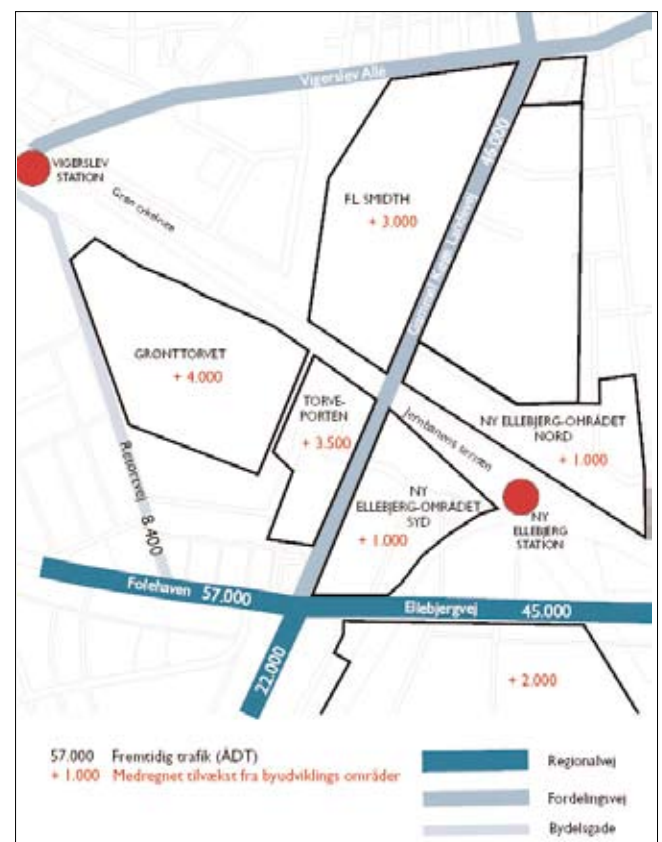 Vigerslev Allé
VIGERSLEV
STATION
Grøn cykelrute
FL SMIDTH
+ 3.000
46.000
GRØNTTORVET
+ 4.000
TORVE-
PORTEN
+ 3.500
Jernbanens terræn
NY ELLEBJERG-OMRÅDET
NORD
+ 1.000
NY
ELLEBJERG-OMRÅDET
SYD
+ 1.000
NY
ELLEBJERG
STATION
8.400
Folehaven 57.000
Ellebjergvej 45.000
22.000
+ 2.000
57.000 Fremtidig trafik (ÅDT)
+ 1.000 Medregnet tilvækst fra byudviklings områder
Regionalvej
Fordelingsvej
Bydelsgade